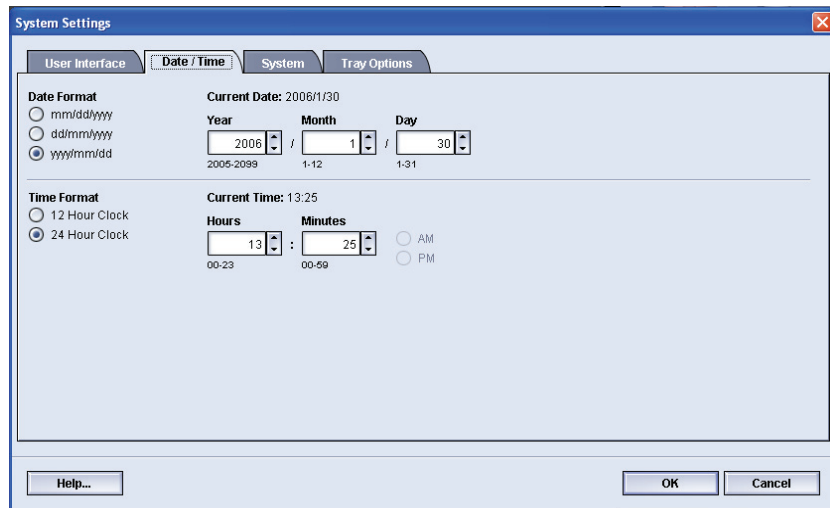 System Settings
User Interface Date / Time System Tray Options
Date Format Current Date: 2006/1/30
mm/dd/yyyy Year Month Day
dd/mm/yyyy 2006 / 1 / 30
yyyy/mm/dd 2005-2099 1-12 1-31
Time Format Current Time: 13:25
12 Hour Clock Hours Minutes
24 Hour Clock 13 : 25 AM
00-23 00-59 PM
Help... OK Cancel